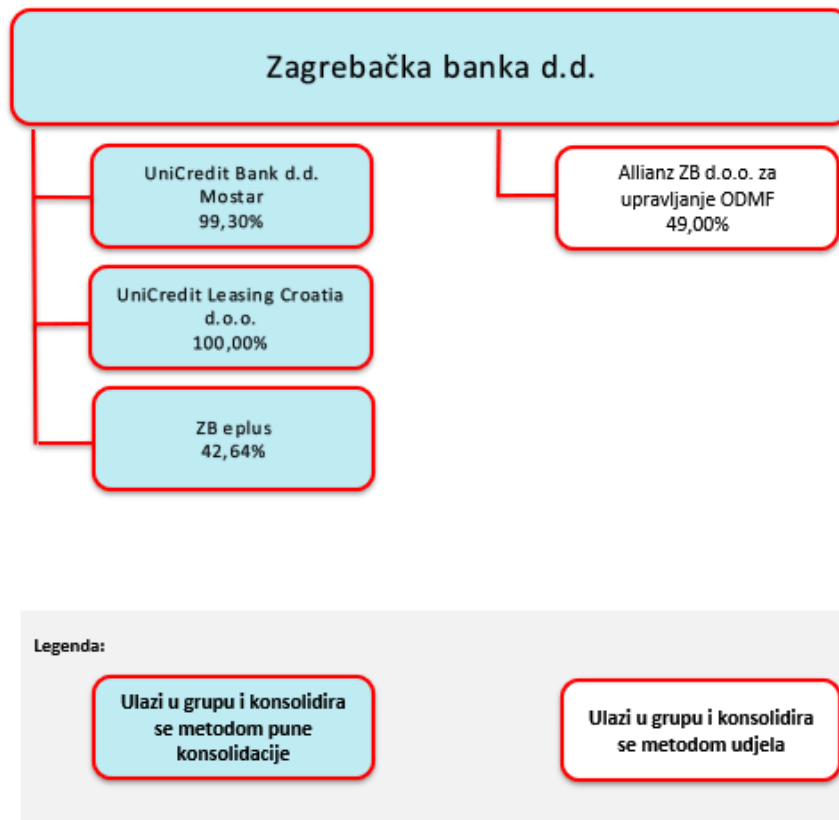 Zagrebačka banka d.d.
UniCredit Bank d.d.
Mostar
99,30%
Allianz ZB d.o.o. za
upravljanje ODMF
49,00%
UniCredit Leasing Croatia
d.o.o.
100,00%
ZB eplus
42,64%
Legenda:
Ulazi u grupu i konsolidira
se metodom pune
konsolidacije
Ulazi u grupu i konsolidira
se metodom udjela